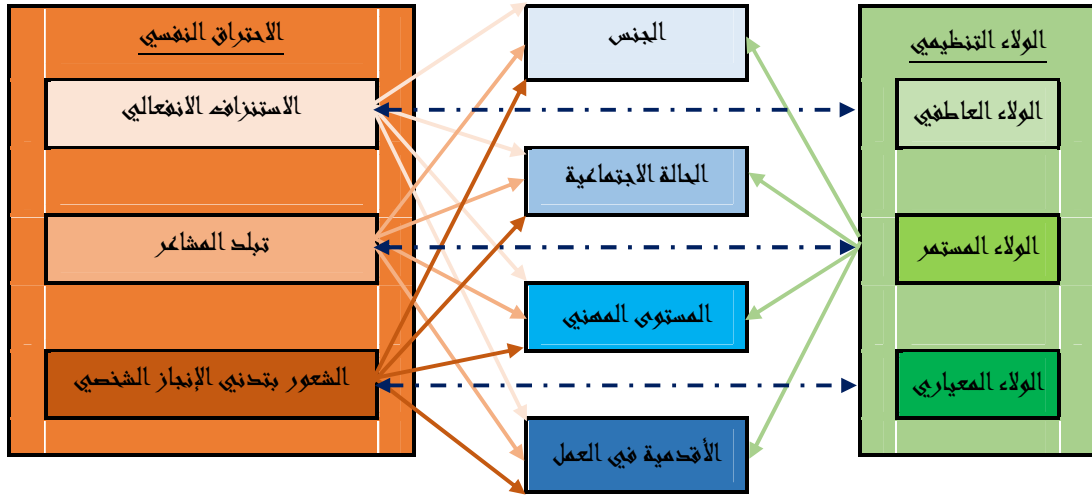 الولاء التنظيمي
الولاء العاطفي
الولاء المستمر
الولاء المعياري
الجنس
الحالة الاجتماعية
المستوى المهني
الأقدمية في العمل
الاحتراق النفسي
الاستنزاف الانفعالي
تبلد المشاعر
الشعور بتدني الإنجاز الشخصي